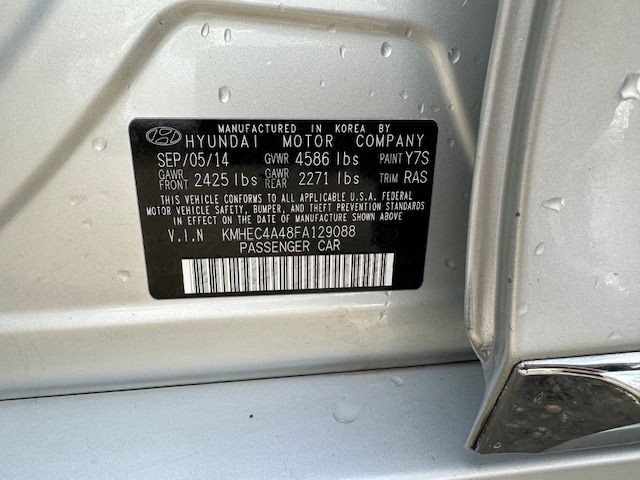 MANUFACTURED IN KOREA BY
HYUNDAI MOTOR COMPANY
SEP/05/14 GVWR 4586 lbs PAINT Y7S
GAWR FRONT 2425 lbs GAWR REAR 2271 lbs TRIM RAS
THIS VEHICLE CONFORMS TO ALL APPLICABLE U.S.A. FEDERAL
MOTOR VEHICLE SAFETY, BUMPER, AND THEFT PREVENTION STANDARDS
IN EFFECT ON THE DATE OF MANUFACTURE SHOWN ABOVE.
V.I.N KMHEC4A48FA129088
PASSENGER CAR